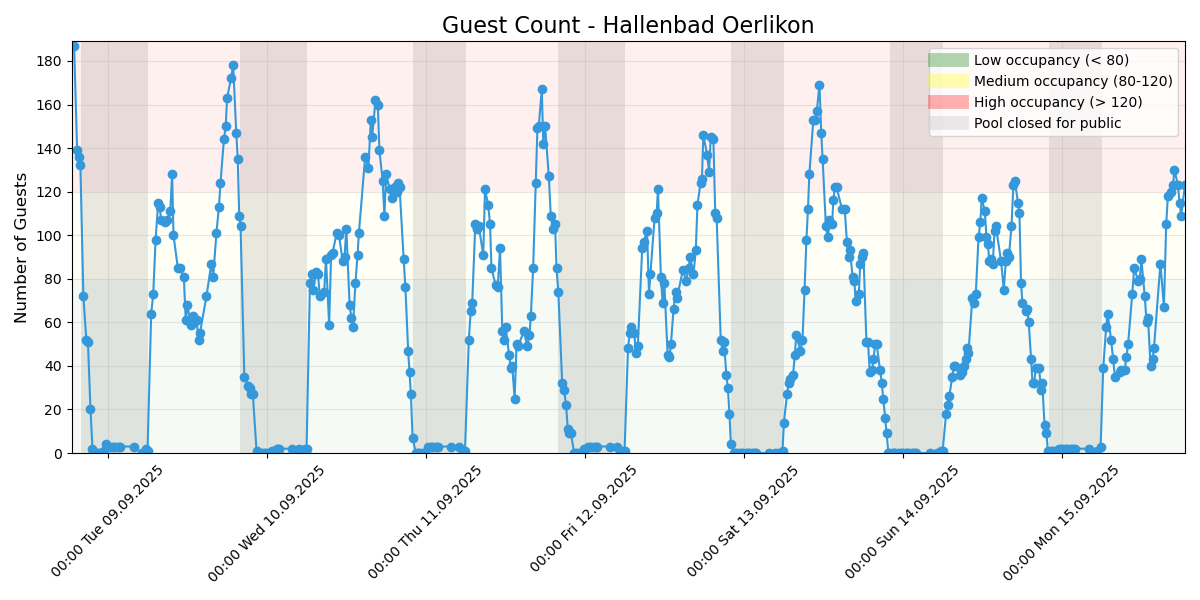 Guest Count - Hallenbad Oerlikon
Low occupancy (< 80)
Medium occupancy (80-120)
High occupancy (> 120)
Pool closed for public
Number of Guests
180
160
140
120
100
80
60
40
20
0
00:00 Tue 09.09.2025
00:00 Wed 10.09.2025
00:00 Thu 11.09.2025
00:00 Fri 12.09.2025
00:00 Sat 13.09.2025
00:00 Sun 14.09.2025
00:00 Mon 15.09.2025